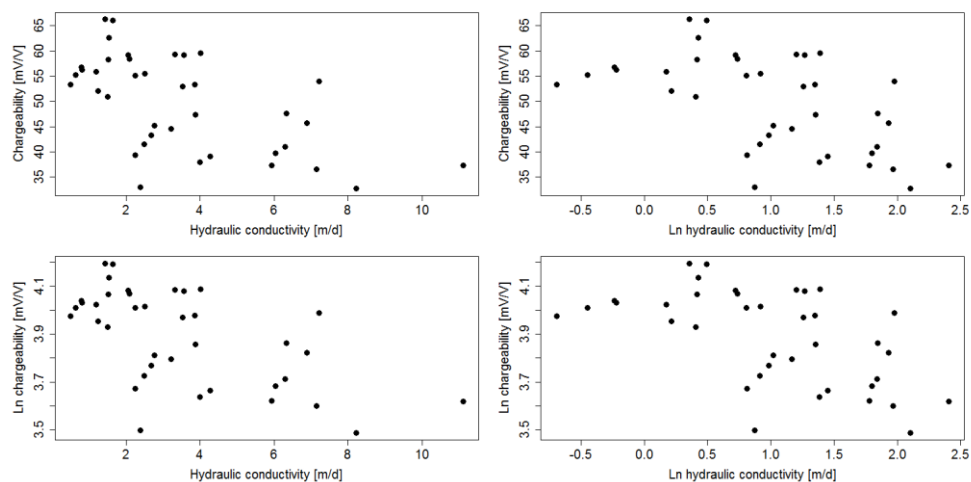 Chargeability [mV/V]
65
60
55
50
45
40
35
2 4 6 8 10
Hydraulic conductivity [m/d]
Chargeability [mV/V]
65
60
55
50
45
40
35
-0.5 0.0 0.5 1.0 1.5 2.0 2.5
Ln hydraulic conductivity [m/d]
Ln chargeability [mV/V]
4.1
3.9
3.7
3.5
2 4 6 8 10
Hydraulic conductivity [m/d]
Ln chargeability [mV/V]
4.1
3.9
3.7
3.5
-0.5 0.0 0.5 1.0 1.5 2.0 2.5
Ln hydraulic conductivity [m/d]